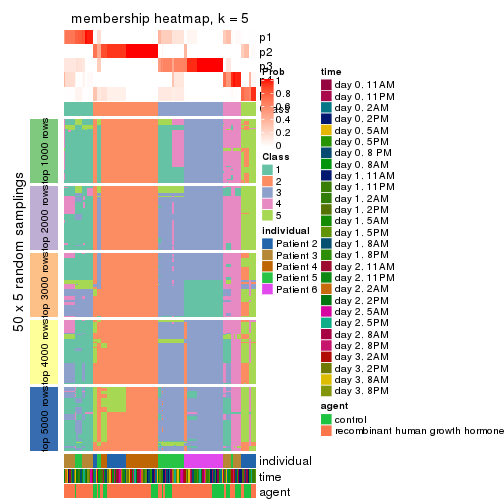 membership heatmap, k = 5
p1
p2
p3
50 x 5 random samplings
top 1000 rows
top 2000 rows
top 3000 rows
top 4000 rows
top 5000 rows
individual
time
agent
Prob
1
0.8
0.6
0.4
0.2
0
Class
1
2
3
4
5
individual
Patient 2
Patient 3
Patient 4
Patient 5
Patient 6
time
day 0. 11AM
day 0. 11PM
day 0. 2AM
day 0. 2PM
day 0. 5AM
day 0. 5PM
day 0. 8 PM
day 0. 8AM
day 1. 11AM
day 1. 11PM
day 1. 2AM
day 1. 2PM
day 1. 5AM
day 1. 5PM
day 1. 8AM
day 1. 8PM
day 2. 11AM
day 2. 11PM
day 2. 2AM
day 2. 2PM
day 2. 5AM
day 2. 5PM
day 2. 8AM
day 2. 8PM
day 3. 2AM
day 3. 2PM
day 3. 8AM
day 3. 8PM
agent
control
recombinant human growth hormone